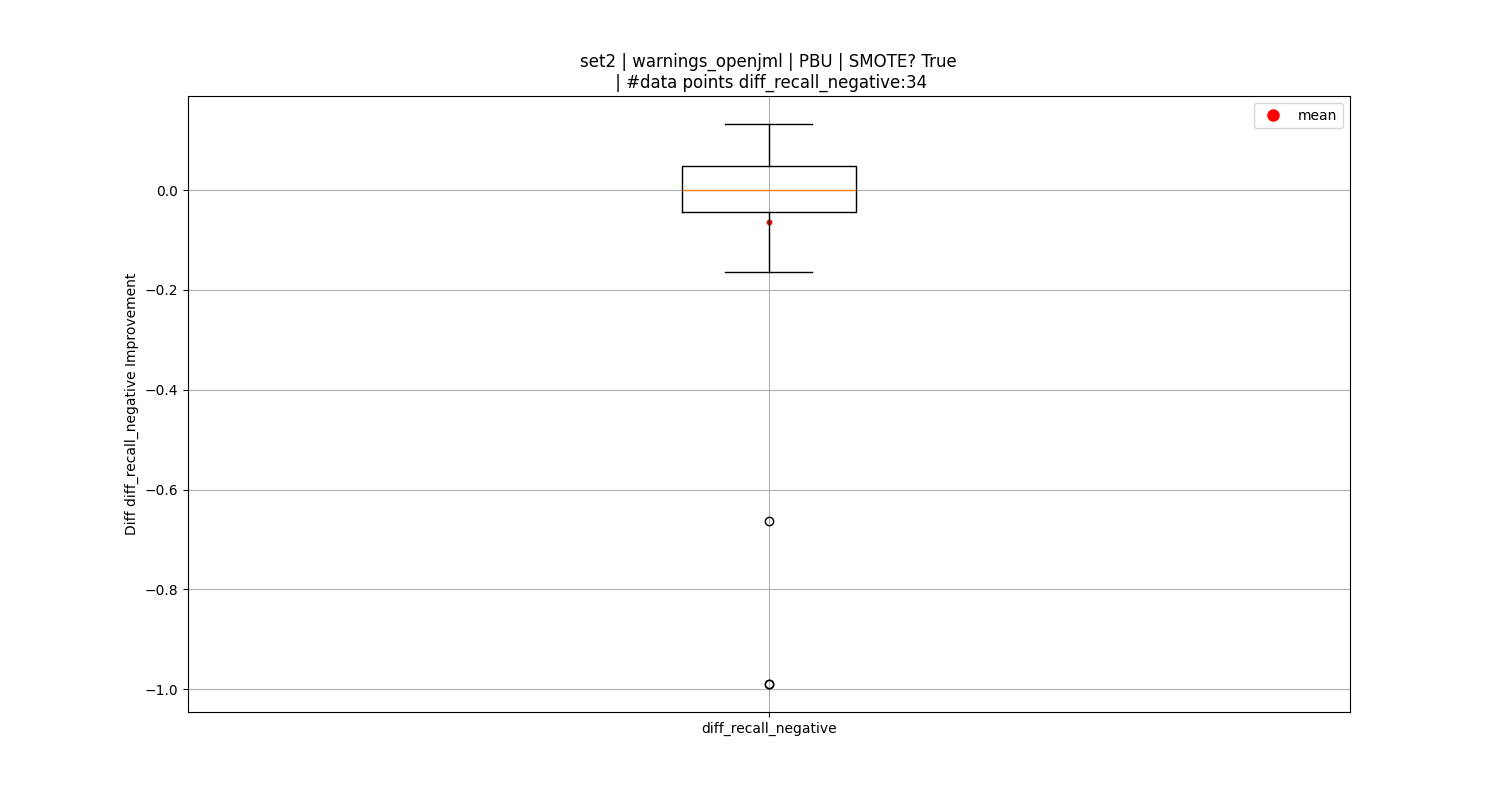 set2 | warnings_openjml | PBU | SMOTE? True
| #data points diff_recall_negative:34
mean
0.0
−0.2
−0.4
−0.6
−0.8
−1.0
Diff diff_recall_negative Improvement
diff_recall_negative